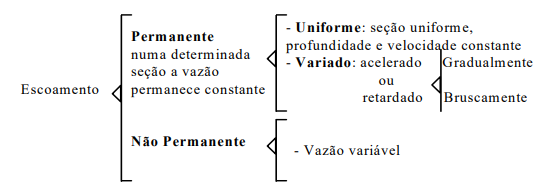 Escoamento
Permanente
numa determinada
seção a vazão
permanece constante
- Uniforme: seção uniforme,
profundidade e velocidade constante
- Variado: acelerado
ou
retardado
Gradualmente
Bruscamente
Não Permanente
- Vazão variável